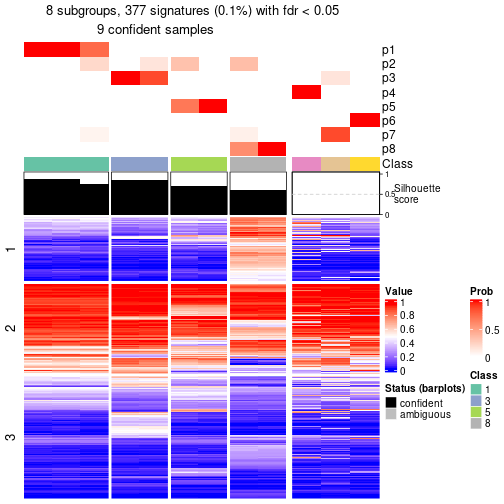 8 subgroups, 377 signatures (0.1%) with fdr < 0.05
9 confident samples
p1
p2
p3
p4
p5
p6
p7
p8
Class
1
0.5
0
Silhouette
score
1
2
3
Value
1
0.8
0.6
0.4
0.2
0
Prob
1
0.5
0
Status (barplots)
confident
ambiguous
Class
1
3
5
8